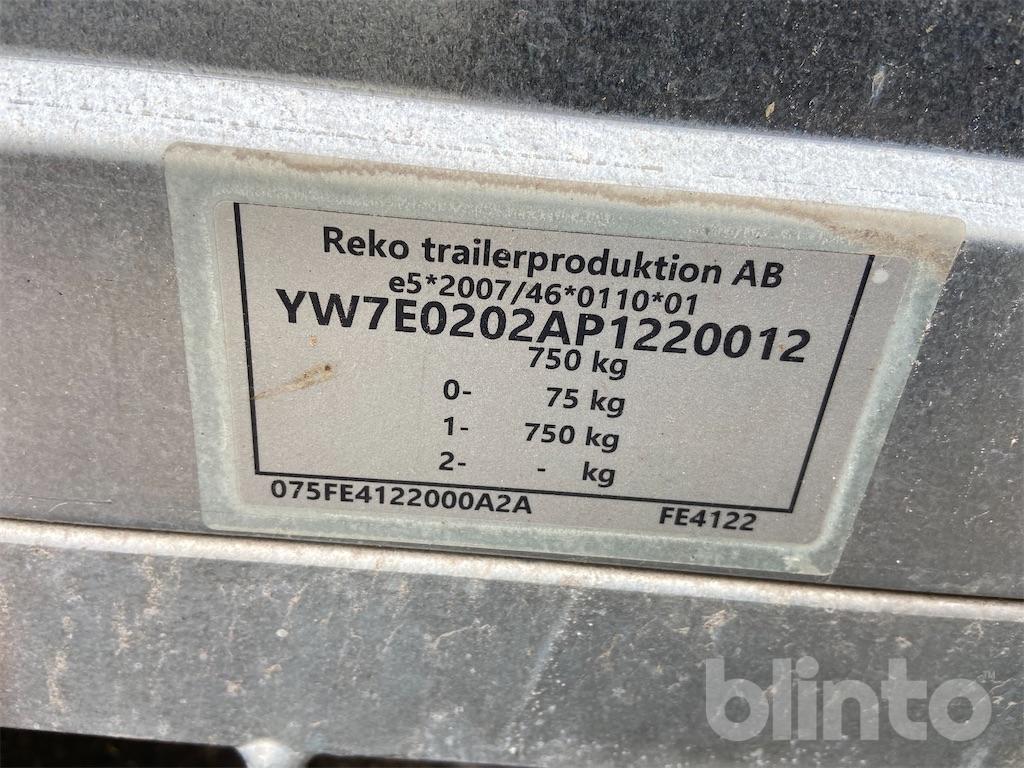 Reko trailerproduktion AB
e5*2007/46*0110*01
YW7E0202AP1220012
750 kg
0- 75 kg
1- 750 kg
2- - kg
075FE4122000A2A FE4122
blinto™